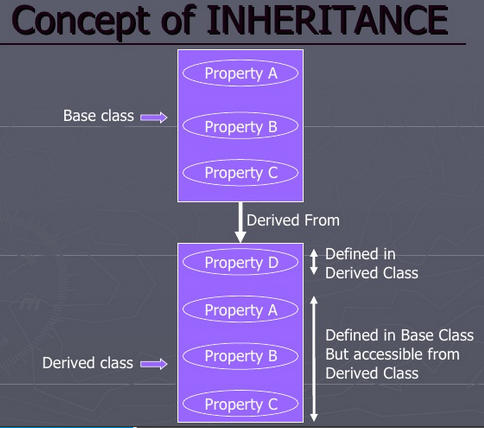 Concept of INHERITANCE
Property A
Base class
Property B
Property C
Derived From
Property D
Defined in
Derived Class
Property A
Defined in Base Class
But accessible from
Derived Class
Property B
Derived class
Property C